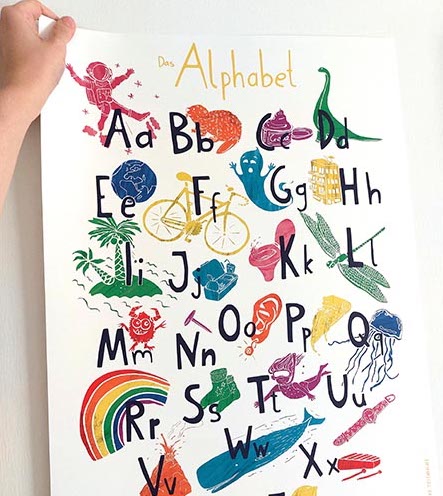 Das Alphabet
Aa Bb Cc Dd
Ee Ff Gg Hh
Ii Jj Kk Ll
Mm Nn Oo Pp Qq
Rr Ss Tt Uu
Vv Ww Xx